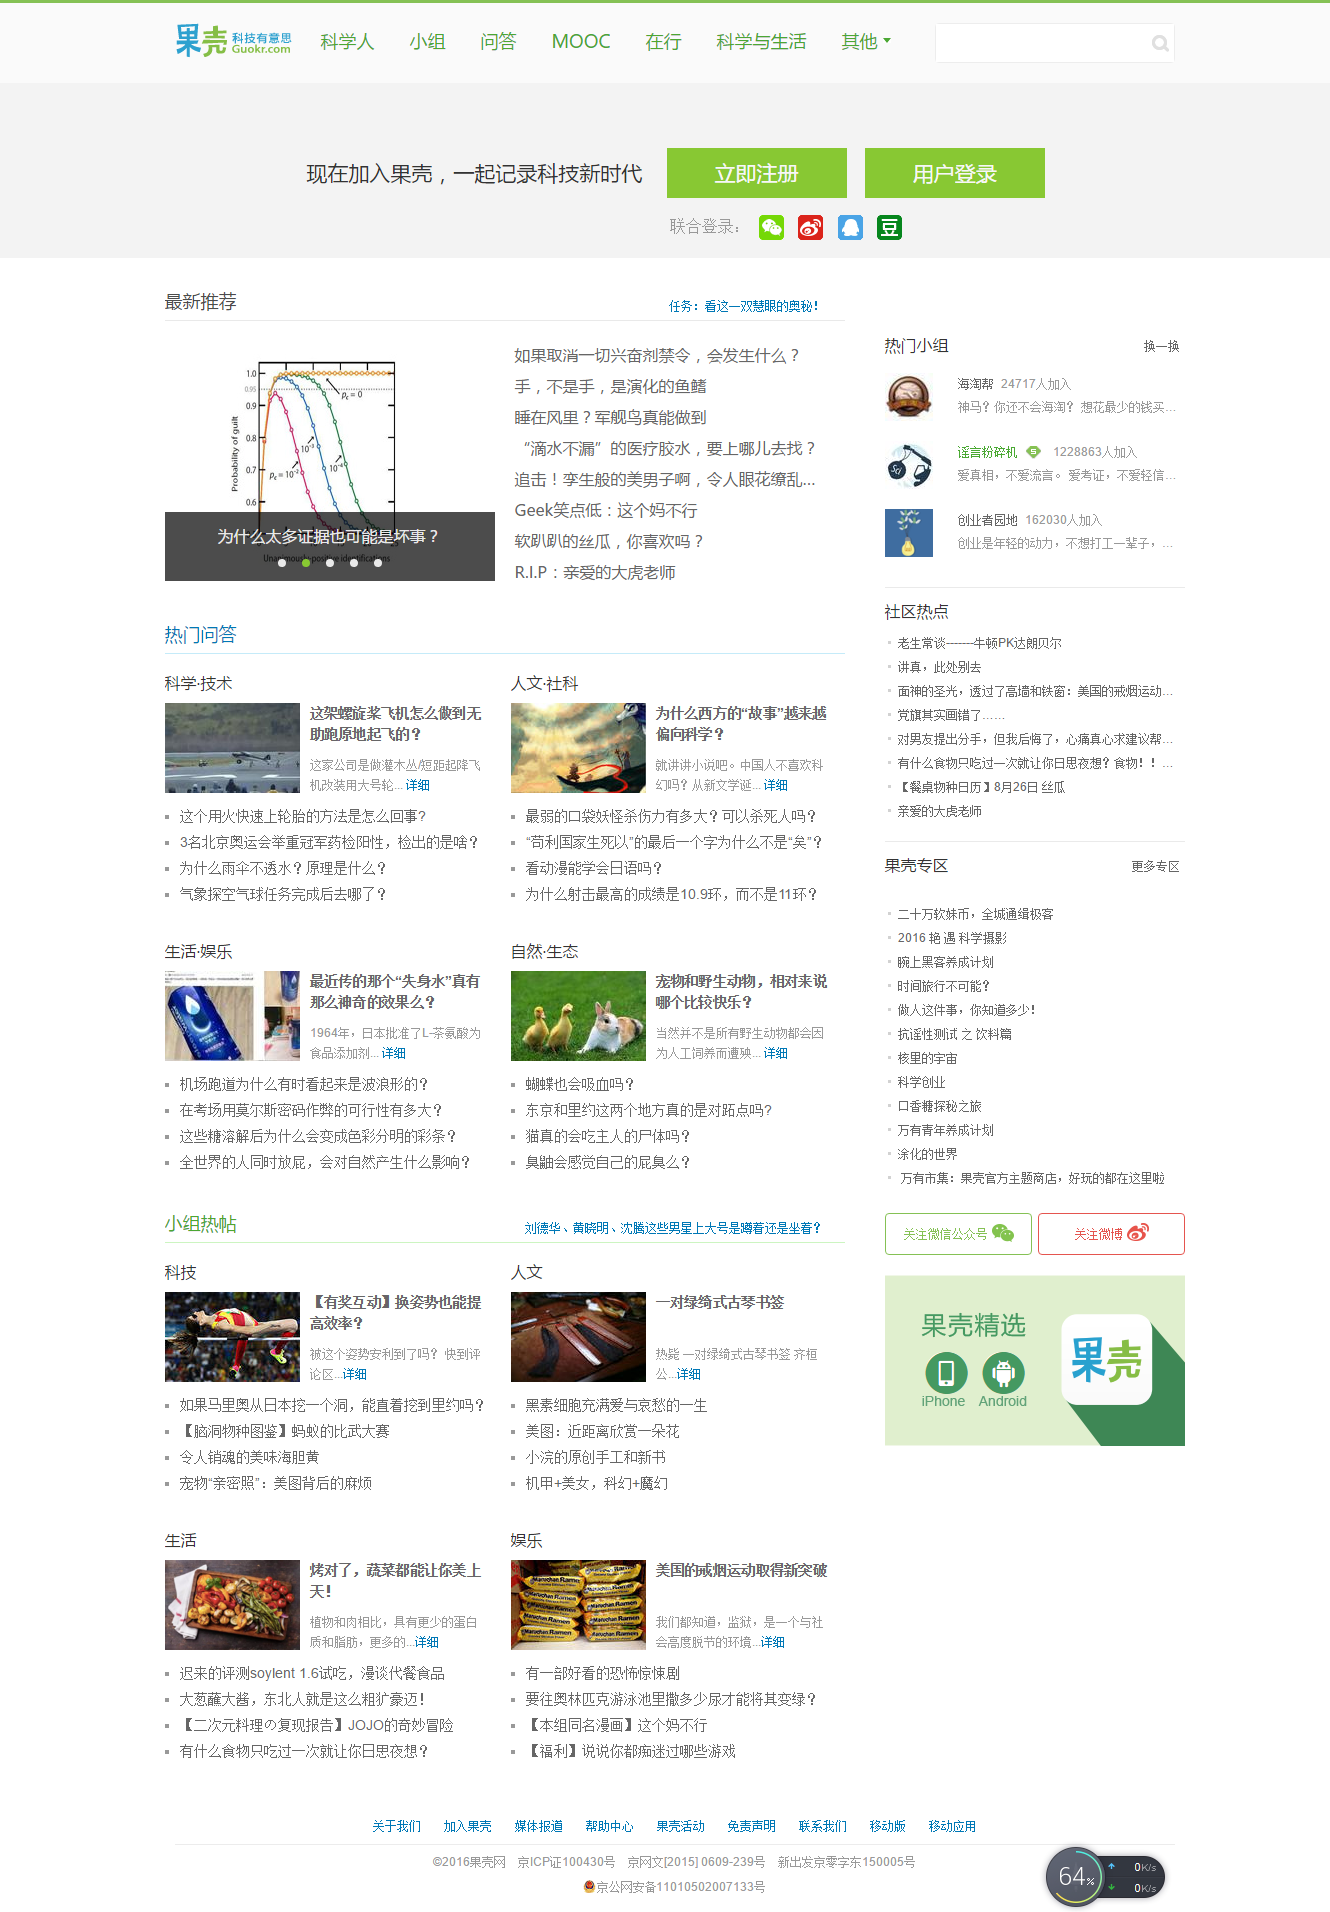 果壳 科技有意思
Guokr.com
科学人 小组 问答 MOOC 在行 科学与生活 其他
现在加入果壳，一起记录科技新时代 立即注册 用户登录
联合登录：
豆
最新推荐 任务：看这一双慧眼的奥秘！
1.0
0.95
0.9
0.8
0.7
0.6
Probability of guilt
为什么太多证据也可能是坏事？
如果取消一切兴奋剂禁令，会发生什么？
手，不是手，是演化的鱼鳍
睡在风里？军舰鸟真能做到
“滴水不漏”的医疗胶水，要上哪儿去找？
追击！孪生般的美男子啊，令人眼花缭乱...
Geek笑点低：这个妈不行
软趴趴的丝瓜，你喜欢吗？
R.I.P：亲爱的大虎老师
热门问答
科学·技术
这架螺旋桨飞机怎么做到无
助跑原地起飞的？
这家公司是做灌木丛/短距起降飞
机改装用大号轮... 详细
这个用火快速上轮胎的方法是怎么回事?
3名北京奥运会举重冠军药检阳性，检出的是啥？
为什么雨伞不透水？原理是什么？
气象探空气球任务完成后去哪了？
人文·社科
为什么西方的“故事”越来越
偏向科学？
就讲讲小说吧。中国人不喜欢科
幻吗？从新文学诞... 详细
最弱的口袋妖怪杀伤力有多大？可以杀死人吗？
“苟利国家生死以”的最后一个字为什么不是“矣”？
看动漫能学会日语吗？
为什么射击最高的成绩是10.9环，而不是11环？
生活·娱乐
最近传的那个“失身水”真有
那么神奇的效果么？
1964年，日本批准了L-茶氨酸为
食品添加剂... 详细
机场跑道为什么有时看起来是波浪形的？
在考场用莫尔斯密码作弊的可行性有多大？
这些糖溶解后为什么会变成色彩分明的彩条？
全世界的人同时放屁，会对自然产生什么影响？
自然·生态
宠物和野生动物，相对来说
哪个比较快乐？
当然并不是所有野生动物都会因
为人工饲养而遭殃... 详细
蝴蝶也会吸血吗？
东京和里约这两个地方真的是对跖点吗?
猫真的会吃主人的尸体吗？
臭鼬会感觉自己的屁臭么？
小组热帖 刘德华、黄晓明、沈腾这些男星上大号是蹲着还是坐着？
科技
【有奖互动】换姿势也能提
高效率？
被这个姿势安利到了吗？ 快到评
论区...详细
如果马里奥从日本挖一个洞，能直着挖到里约吗？
【脑洞物种图鉴】蚂蚁的比武大赛
令人销魂的美味海胆黄
宠物“亲密照”：美图背后的麻烦
人文
一对绿绮式古琴书签
热毙 一对绿绮式古琴书签 齐桓
公...详细
黑素细胞充满爱与哀愁的一生
美图：近距离欣赏一朵花
小浣的原创手工和新书
机甲+美女，科幻+魔幻
生活
烤对了，蔬菜都能让你美上
天！
植物和肉相比，具有更少的蛋白
质和脂肪，更多的...详细
迟来的评测soylent 1.6试吃，漫谈代餐食品
大葱蘸大酱，东北人就是这么粗犷豪迈！
【二次元料理の复现报告】JOJO的奇妙冒险
有什么食物只吃过一次就让你日思夜想？
娱乐
美国的戒烟运动取得新突破
我们都知道，监狱，是一个与社
会高度脱节的环境...详细
Maruchan Ramen
有一部好看的恐怖惊悚剧
要往奥林匹克游泳池里撒多少尿才能将其变绿？
【本组同名漫画】这个妈不行
【福利】说说你都痴迷过哪些游戏
热门小组 换一换
海淘帮 24717人加入
神马？你还不会海淘？ 想花最少的钱买...
谣言粉碎机 1228863人加入
爱真相，不爱流言。 爱考证，不爱轻信...
创业者园地 162030人加入
创业是年轻的动力，不想打工一辈子，...
社区热点
老生常谈-------牛顿PK达朗贝尔
讲真，此处别去
面神的圣光，透过了高墙和铁窗：美国的戒烟运动...
党旗其实画错了……
对男友提出分手，但我后悔了，心痛真心求建议帮...
有什么食物只吃过一次就让你日思夜想？食物！！...
【餐桌物种日历】8月26日 丝瓜
亲爱的大虎老师
果壳专区 更多专区
二十万软妹币，全城通缉极客
2016 艳 遇 科学摄影
腕上黑客养成计划
时间旅行不可能？
做人这件事，你知道多少！
抗谣性测试 之 饮料篇
核里的宇宙
科学创业
口香糖探秘之旅
万有青年养成计划
涂化的世界
万有市集：果壳官方主题商店，好玩的都在这里啦
关注微信公众号 关注微博
果壳精选
iPhone Android
果壳
关于我们 加入果壳 媒体报道 帮助中心 果壳活动 免责声明 联系我们 移动版 移动应用
©2016果壳网 京ICP证100430号 京网文[2015] 0609-239号 新出发京零字东150005号
京公网安备11010502007133号
64% 0K/s
0K/s